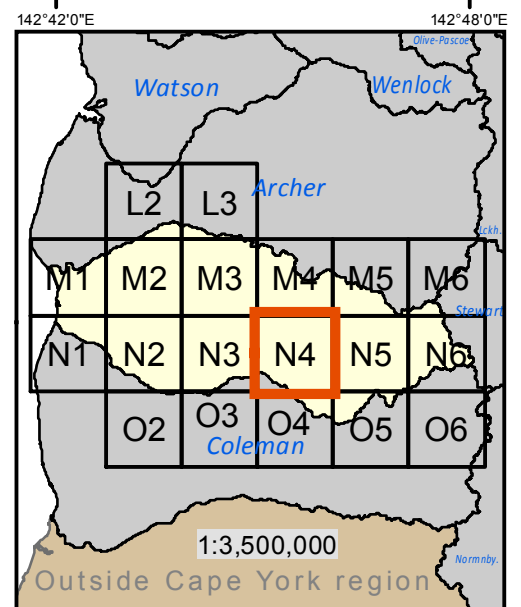 142°42'0"E 142°48'0"E
Olive-Pascoe
Watson Wenlock
Archer
L2 L3
Lckh.
M1 M2 M3 M4 M5 M6
Stewart
N1 N2 N3 N4 N5 N6
O2 O3 O4 O5 O6
Coleman
1:3,500,000
Normnby.
Outside Cape York region